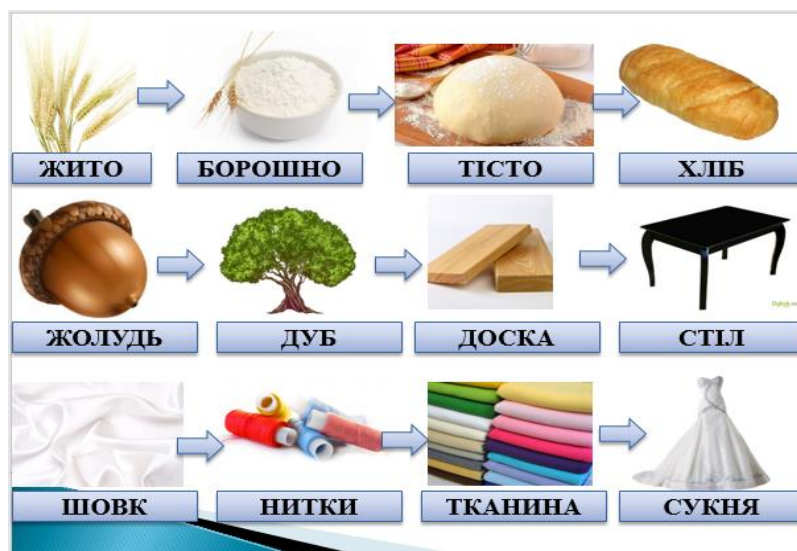 ЖИТО
БОРОШНО
ТІСТО
ХЛІБ
ЖОЛУДЬ
ДУБ
ДОСКА
СТІЛ
ШОВК
НИТКИ
ТКАНИНА
СУКНЯ